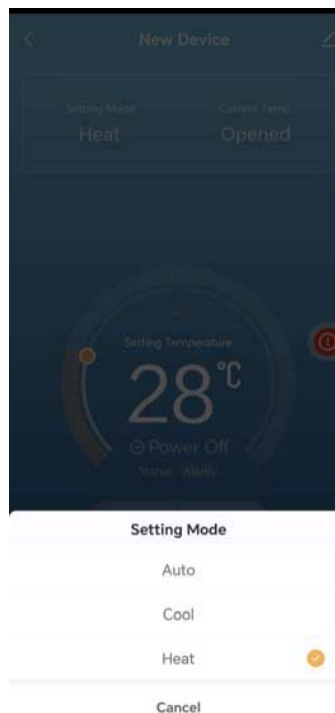 New Device
Setting Mode
Current Temp
Heat
Opened
Setting Temperature
28°C
Power Off
Status: Alarm
Setting Mode
Auto
Cool
Heat
Cancel